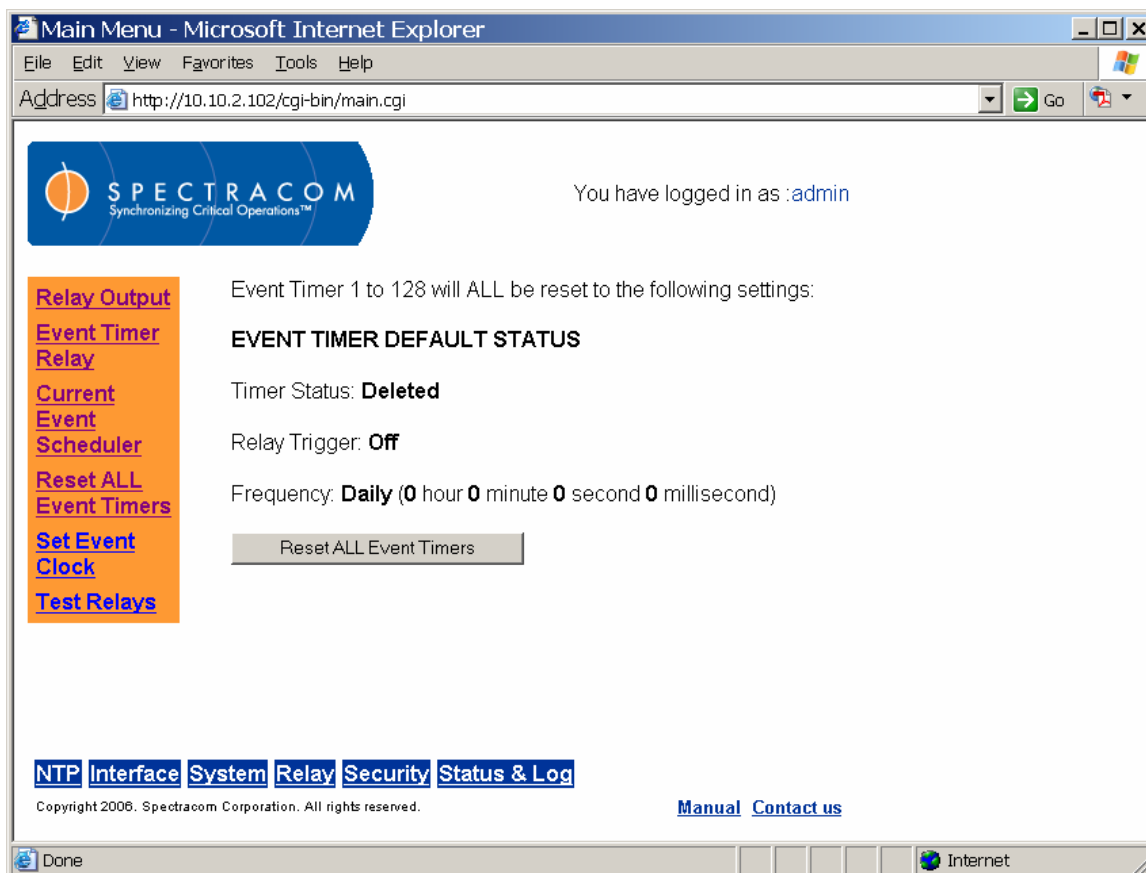 Main Menu - Microsoft Internet Explorer
File Edit View Favorites Tools Help
Address http://10.10.2.102/cgi-bin/main.cgi Go
SPECTRACOM
Synchronizing Critical Operations™
You have logged in as :admin
Relay Output
Event Timer
Relay
Current
Event
Scheduler
Reset ALL
Event Timers
Set Event
Clock
Test Relays
Event Timer 1 to 128 will ALL be reset to the following settings:
EVENT TIMER DEFAULT STATUS
Timer Status: Deleted
Relay Trigger: Off
Frequency: Daily (0 hour 0 minute 0 second 0 millisecond)
Reset ALL Event Timers
NTP Interface System Relay Security Status & Log
Copyright 2006. Spectracom Corporation. All rights reserved.
Manual Contact us
Done Internet